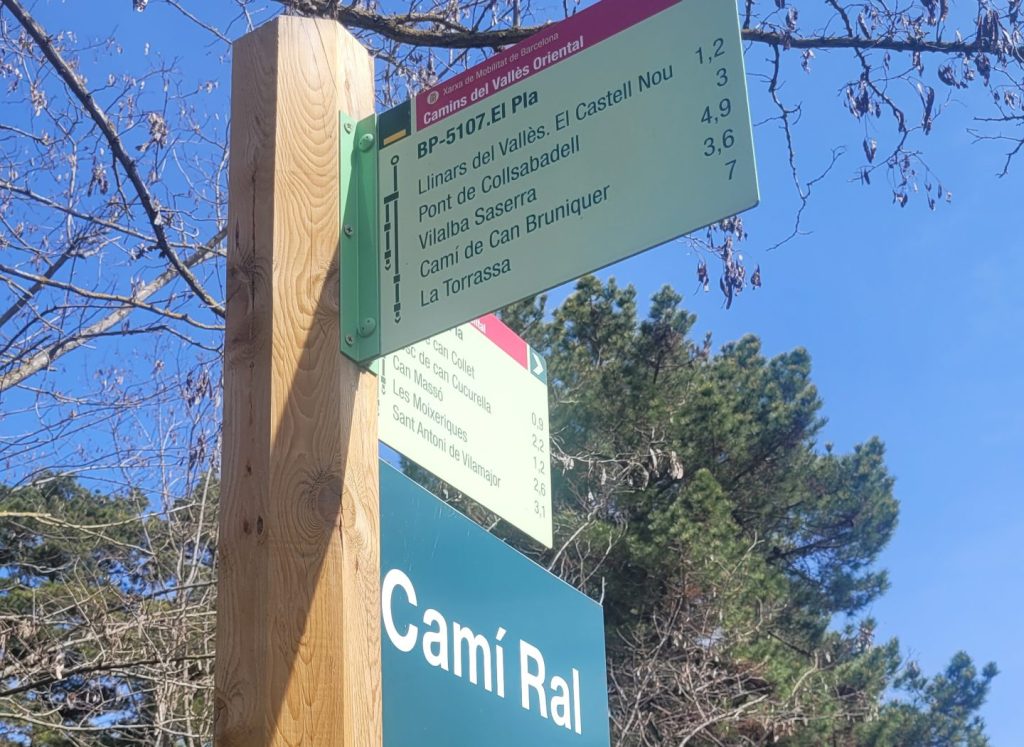 Xarxa de Mobilitat de Barcelona
Camins del Vallès Oriental
BP-5107.El Pla
Llinars del Vallès. El Castell Nou 1,2
Pont de Collsabadell 3
Vilalba Saserra 4,9
Camí de Can Bruniquer 3,6
La Torrassa 7
can Collet 0,9
de can Cucurella 2,2
Can Massó 1,2
Les Moixeriques 2,6
Sant Antoni de Vilamajor 3,1
Camí Ral